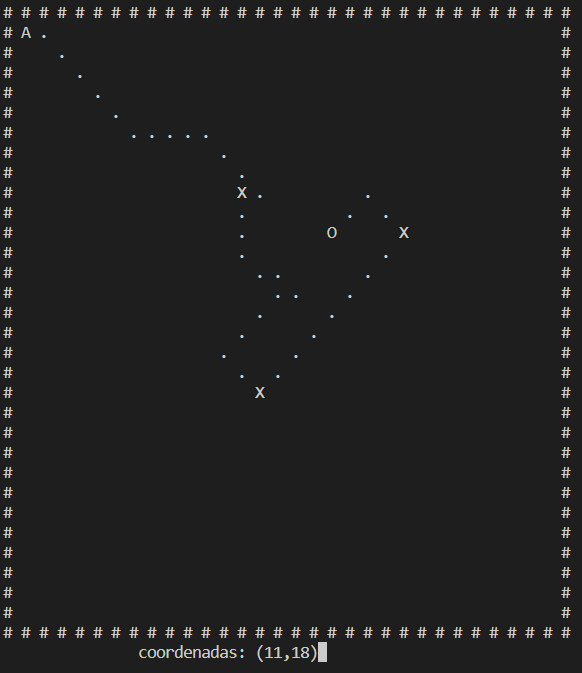 # # # # # # # # # # # # # # # # # # # # # # # # # # # # # # # #
# A .                                                         #
#     .                                                       #
#       .                                                     #
#         .                                                   #
#           .                                                 #
#             . . . . .                                       #
#                       .                                     #
#                         .                                   #
#                         X .           .                     #
#                         .           .   .                   #
#                         .         O       X                 #
#                         .               .                   #
#                           . .         .                     #
#                             . .     .                       #
#                           .       .                         #
#                         .       .                           #
#                       .       .                             #
#                         .   .                               #
#                           X                                 #
#                                                             #
#                                                             #
#                                                             #
#                                                             #
#                                                             #
#                                                             #
#                                                             #
#                                                             #
#                                                             #
#                                                             #
#                                                             #
# # # # # # # # # # # # # # # # # # # # # # # # # # # # # # # #
coordenadas: (11,18)